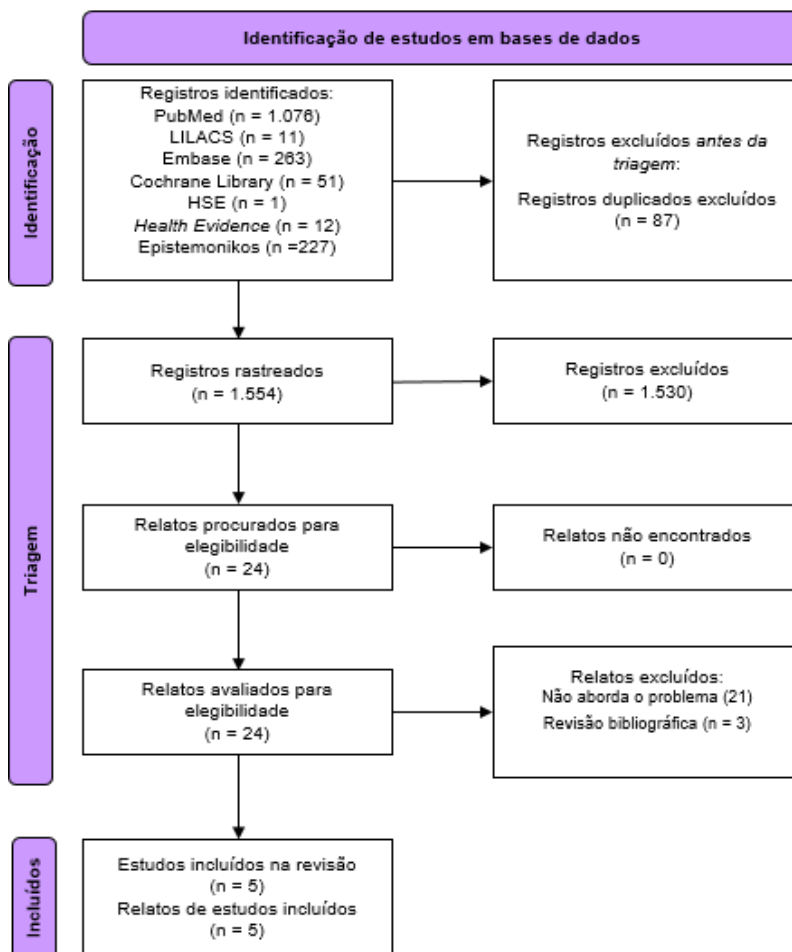 Identificação de estudos em bases de dados
Identificação
Registros identificados:
PubMed (n = 1.076)
LILACS (n = 11)
Embase (n = 263)
Cochrane Library (n = 51)
HSE (n = 1)
Health Evidence (n = 12)
Epistemonikos (n =227)
Registros excluídos antes da
triagem:
Registros duplicados excluídos
(n = 87)
Triagem
Registros rastreados
(n = 1.554)
Registros excluídos
(n = 1.530)
Relatos procurados para
elegibilidade
(n = 24)
Relatos não encontrados
(n = 0)
Relatos avaliados para
elegibilidade
(n = 24)
Relatos excluídos:
Não aborda o problema (21)
Revisão bibliográfica (n = 3)
Incluídos
Estudos incluídos na revisão
(n = 5)
Relatos de estudos incluídos
(n = 5)